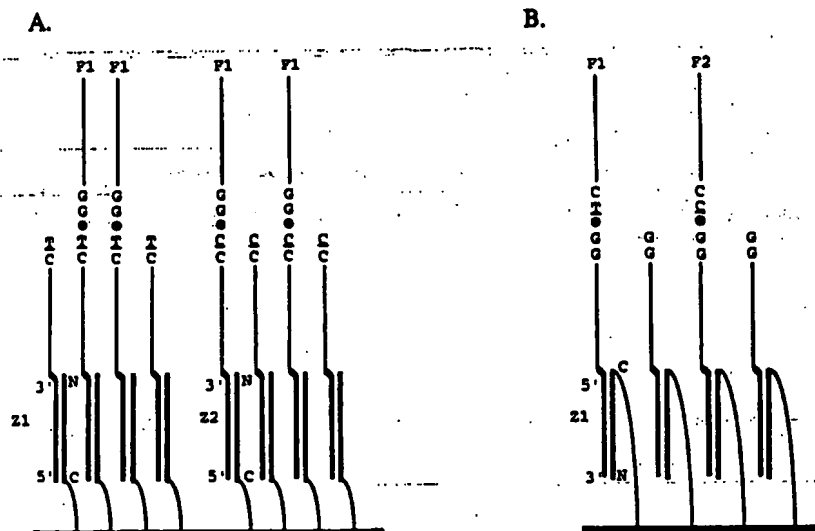 A.
F1 F1 F1 F1
G G G G
G G G G
T T T T C C C C
C C C C C C C C
3' N 3' N
Z1 Z2
5' C 5' C
B.
F1 F2
C C
T C
G G G G
G G G G
C
5'
Z1
3' N